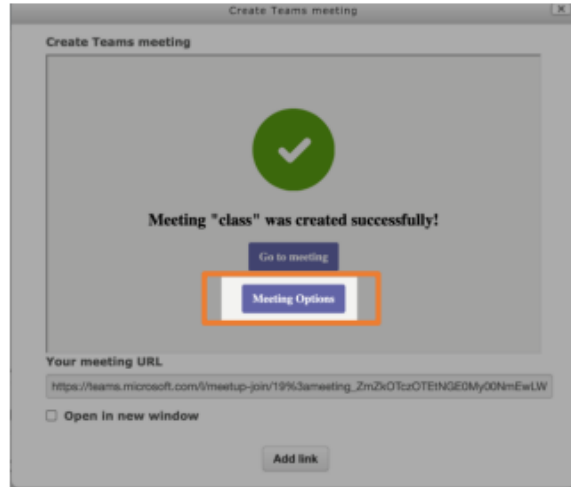 Create Teams meeting
Create Teams meeting
Meeting "class" was created successfully!
Go to meeting
Meeting Options
Your meeting URL
https://teams.microsoft.com/l/meetup-join/19%3ameeting_ZmZkOTczOTEtNGE0My00NmEwLW
Open in new window
Add link